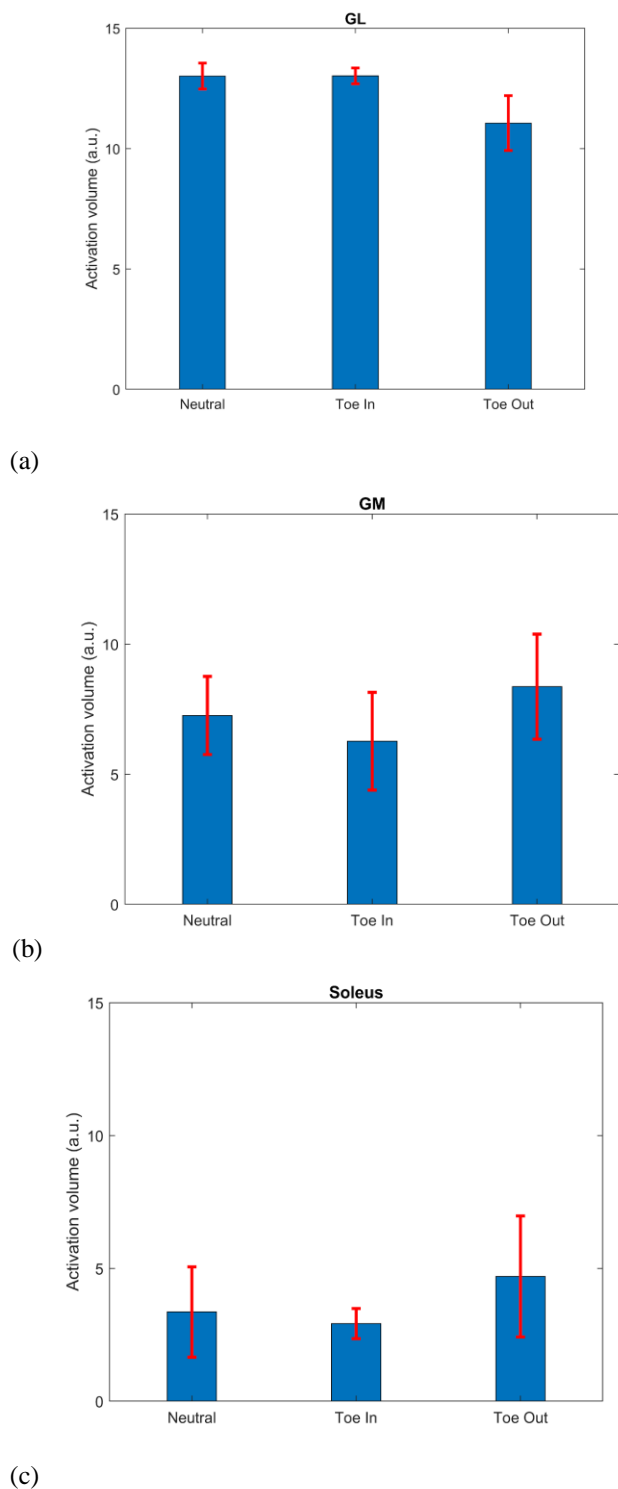 GL
15
10
5
0
Activation volume (a.u.)
Neutral Toe In Toe Out
(a)
GM
15
10
5
0
Activation volume (a.u.)
Neutral Toe In Toe Out
(b)
Soleus
15
10
5
0
Activation volume (a.u.)
Neutral Toe In Toe Out
(c)